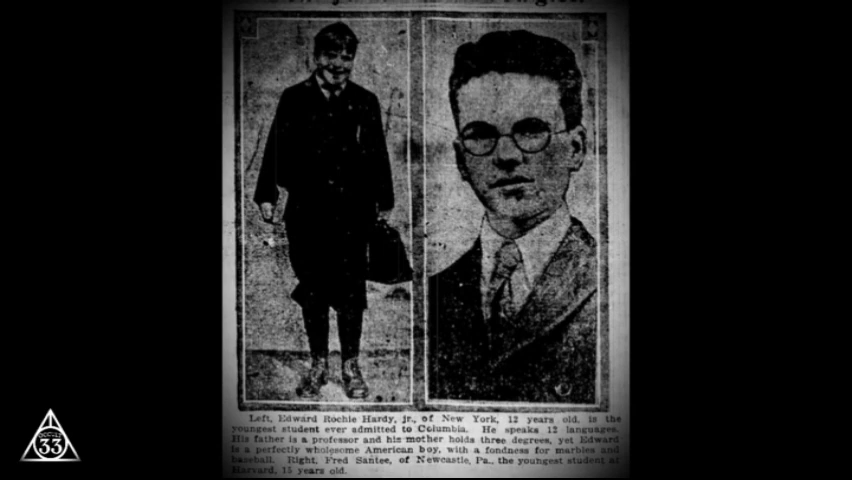 Left, Edward Rochie Hardy, jr., of New York, 12 years old, is the
youngest student ever admitted to Columbia. He speaks 12 languages.
His father is a professor and his mother holds three degrees, yet Edward
is a perfectly wholesome American boy, with a fondness for marbles and
baseball. Right, Fred Santee, of Newcastle, Pa., the youngest student at
Harvard, 15 years old.
OCCULT
33